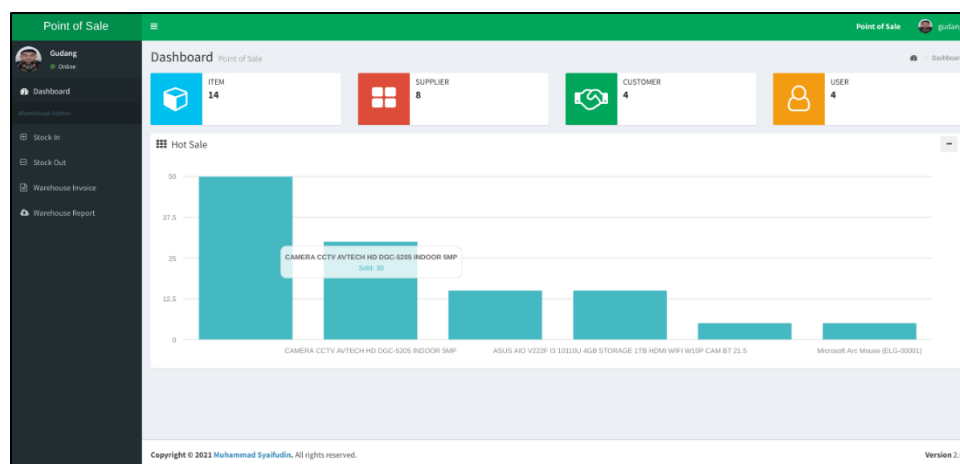 Point of Sale
Point of Sale gudang
Gudang
Online
Dashboard
Warehouse Admin
Stock In
Stock Out
Warehouse Invoice
Warehouse Report
Dashboard Point of Sale
Dashboard
ITEM
14
SUPPLIER
8
CUSTOMER
4
USER
4
Hot Sale
50
37.5
25
12.5
0
CAMERA CCTV AVTECH HD DGC-5205 INDOOR 5MP
Sold: 30
CAMERA CCTV AVTECH HD DGC-5205 INDOOR 5MP
ASUS AIO V222F I3 10110U 4GB STORAGE 1TB HDMI WIFI W10P CAM BT 21.5
Microsoft Arc Mouse (ELG-00001)
Copyright © 2021 Muhammad Syaifudin. All rights reserved.
Version 2.